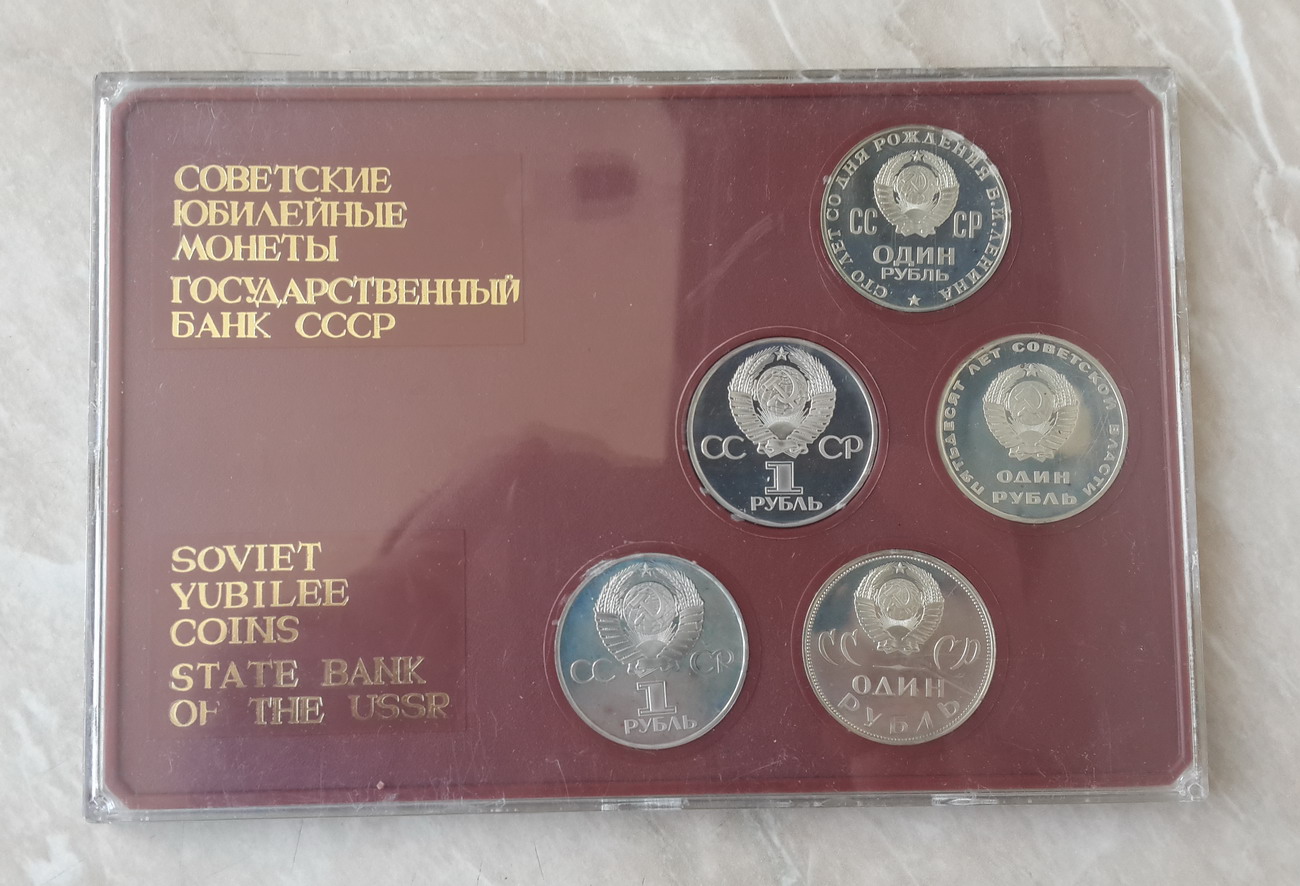 СОВЕТСКИЕ
ЮБИЛЕЙНЫЕ
МОНЕТЫ
ГОСУДАРСТВЕННЫЙ
БАНК СССР
SOVIET
YUBILEE
COINS
STATE BANK
OF THE USSR
СТО ЛЕТ СО ДНЯ РОЖДЕНИЯ В.И.ЛЕНИНА
СС СР
ОДИН
РУБЛЬ
СС СР
1
РУБЛЬ
ПЯТЬДЕСЯТ ЛЕТ СОВЕТСКОЙ ВЛАСТИ
ОДИН
РУБЛЬ
СС СР
1
РУБЛЬ
СС СР
ОДИН
РУБЛЬ